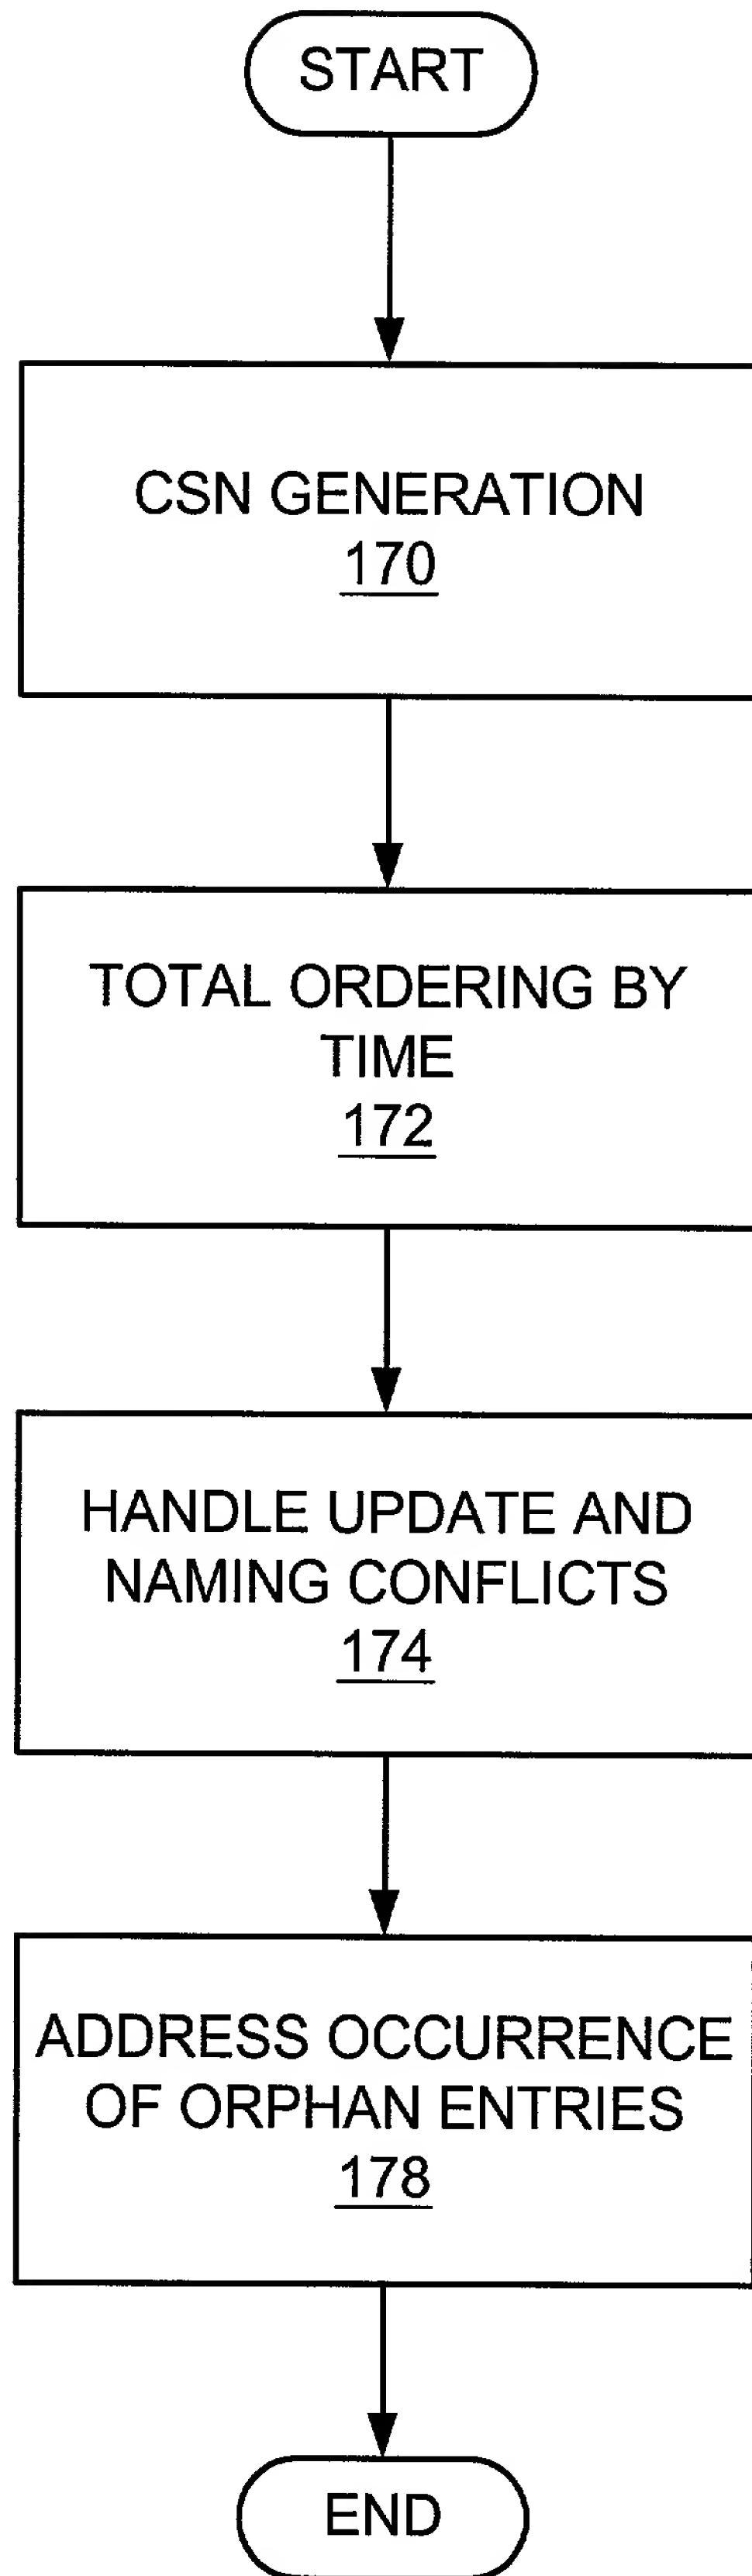 START
CSN GENERATION
170
TOTAL ORDERING BY
TIME
172
HANDLE UPDATE AND
NAMING CONFLICTS
174
ADDRESS OCCURRENCE
OF ORPHAN ENTRIES
178
END